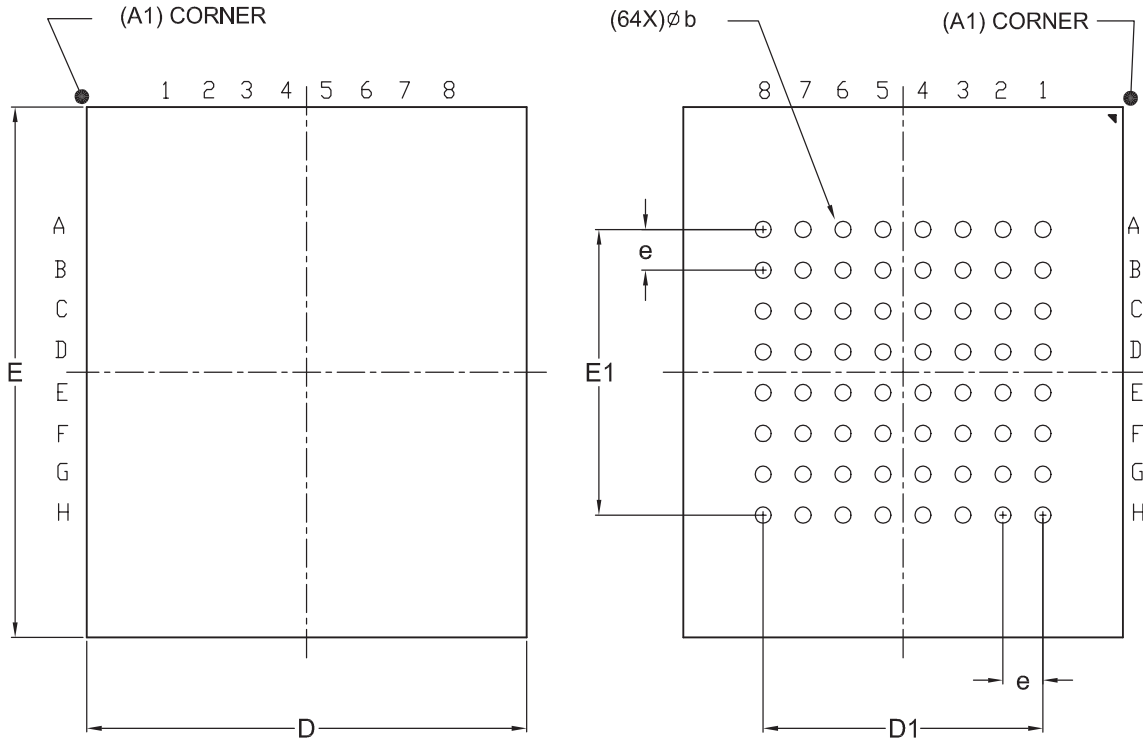 (A1) CORNER
(64X)⌀b
(A1) CORNER
1 2 3 4 5 6 7 8
8 7 6 5 4 3 2 1
A
B
C
D
E
F
G
H
E
D
e
E1
A
B
C
D
E
F
G
H
e
D1